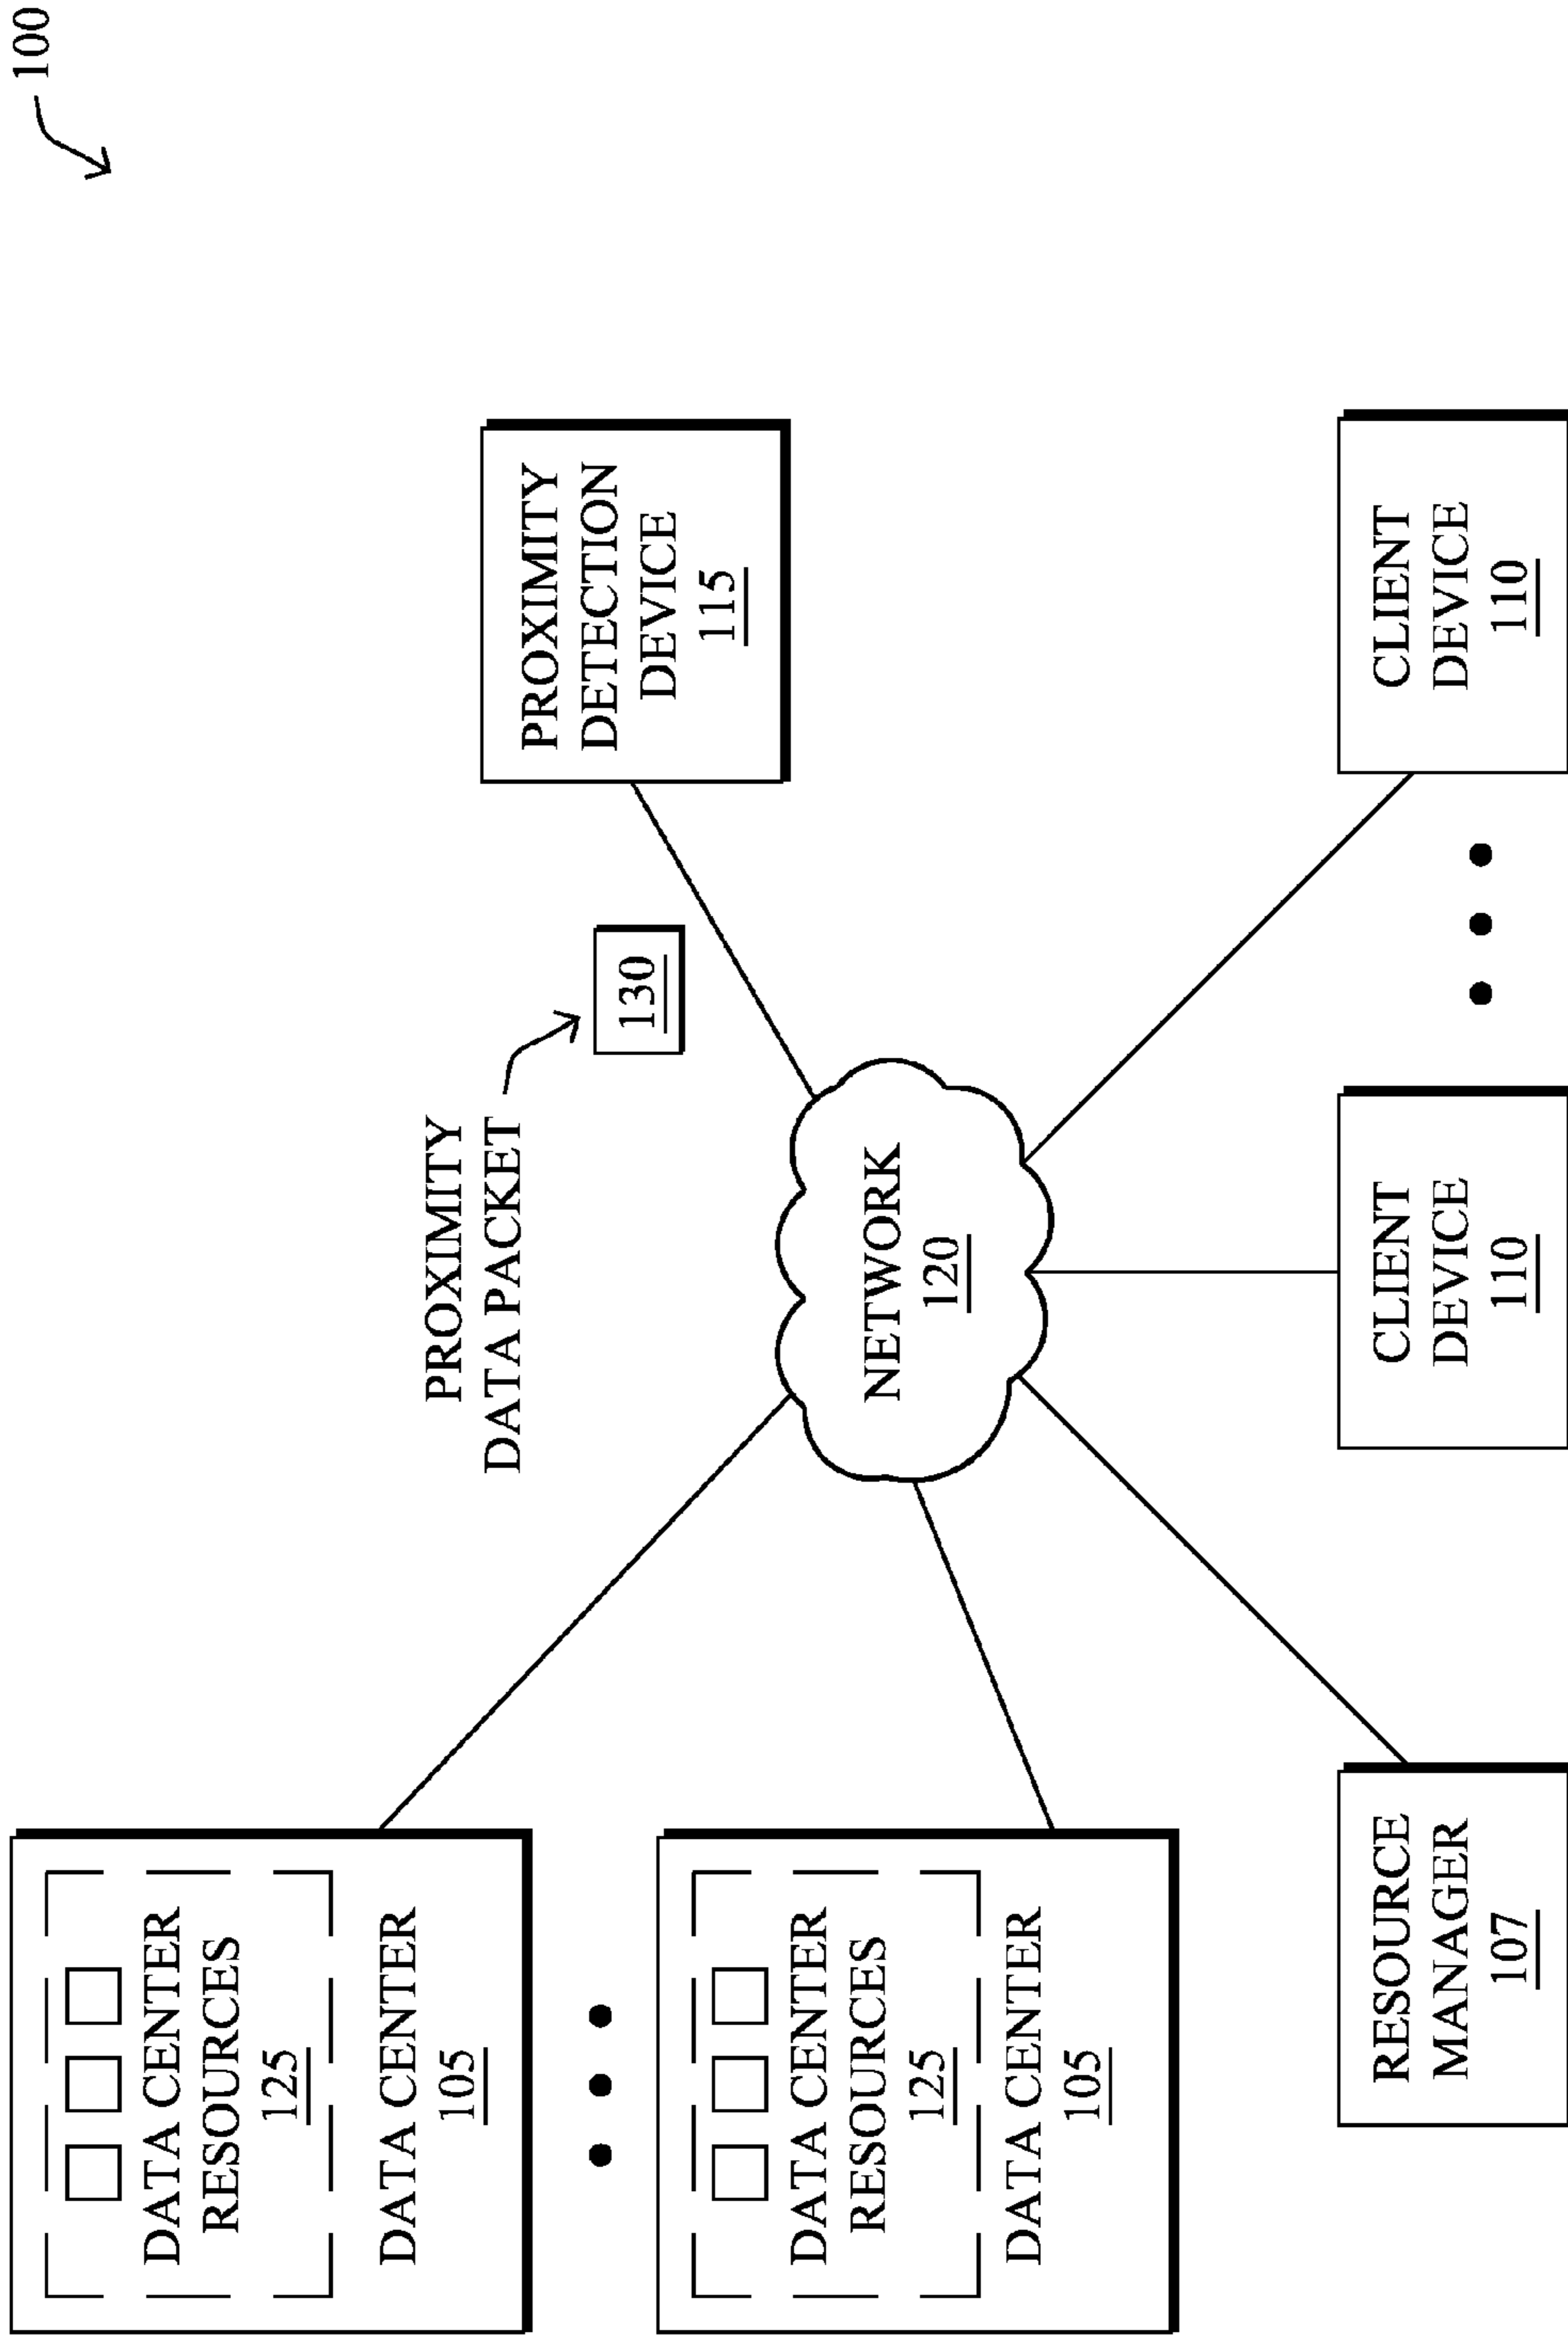 100
DATA CENTER
RESOURCES
125
DATA CENTER
105
PROXIMITY
DATA PACKET
130
PROXIMITY
DETECTION
DEVICE
115
DATA CENTER
RESOURCES
125
DATA CENTER
105
NETWORK
120
RESOURCE
MANAGER
107
CLIENT
DEVICE
110
CLIENT
DEVICE
110